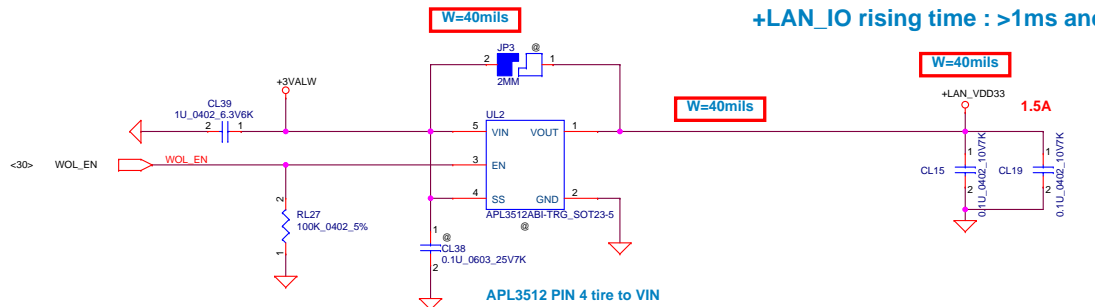 W=40mils
+LAN_IO rising time : >1ms and
JP3
@
2
1
2MM
W=40mils
+3VALW
+LAN_VDD33
1.5A
CL39
1U_0402_6.3V6K
2
1
W=40mils
UL2
5
VIN
VOUT
1
<30>
WOL_EN
WOL_EN
3
EN
4
SS
GND
2
APL3512ABI-TRG_SOT23-5
@
1
CL15
2
0.1U_0402_10V7K
1
CL19
2
0.1U_0402_10V7K
2
RL27
100K_0402_5%
1
@
1
CL38
0.1U_0603_25V7K
2
APL3512 PIN 4 tire to VIN